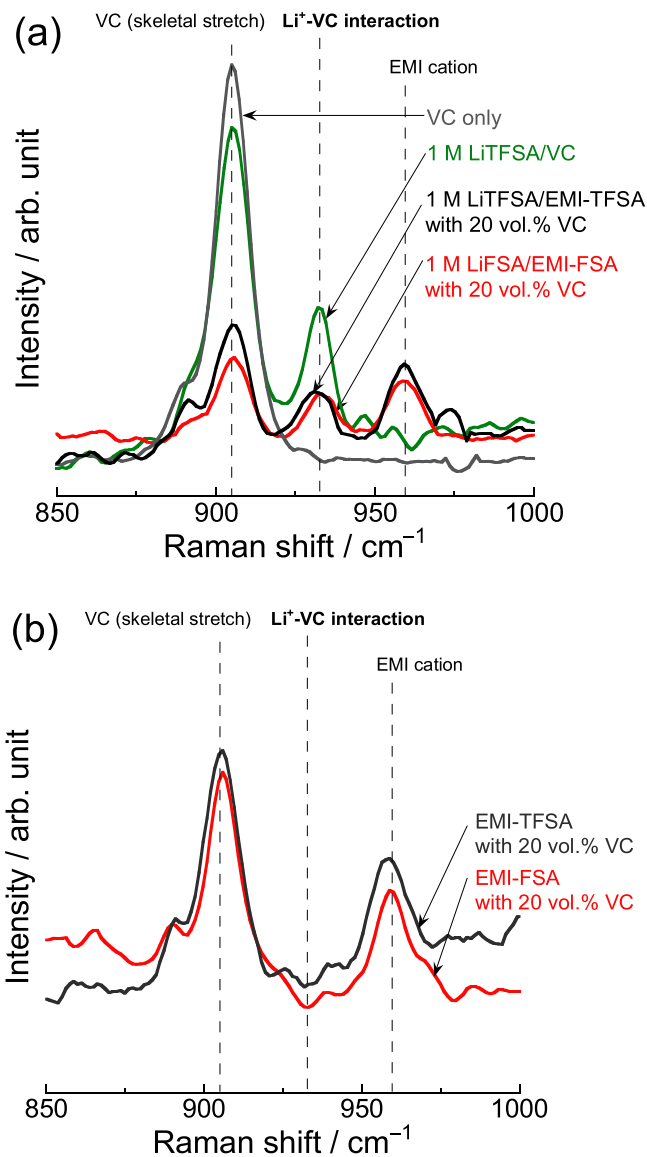 (a)
VC (skeletal stretch) Li⁺-VC interaction
EMI cation
VC only
1 M LiTFSA/VC
1 M LiTFSA/EMI-TFSA
with 20 vol.% VC
1 M LiFSA/EMI-FSA
with 20 vol.% VC
Intensity / arb. unit
850 900 950 1000
Raman shift / cm⁻¹
(b)
VC (skeletal stretch) Li⁺-VC interaction
EMI cation
EMI-TFSA
with 20 vol.% VC
EMI-FSA
with 20 vol.% VC
Intensity / arb. unit
850 900 950 1000
Raman shift / cm⁻¹